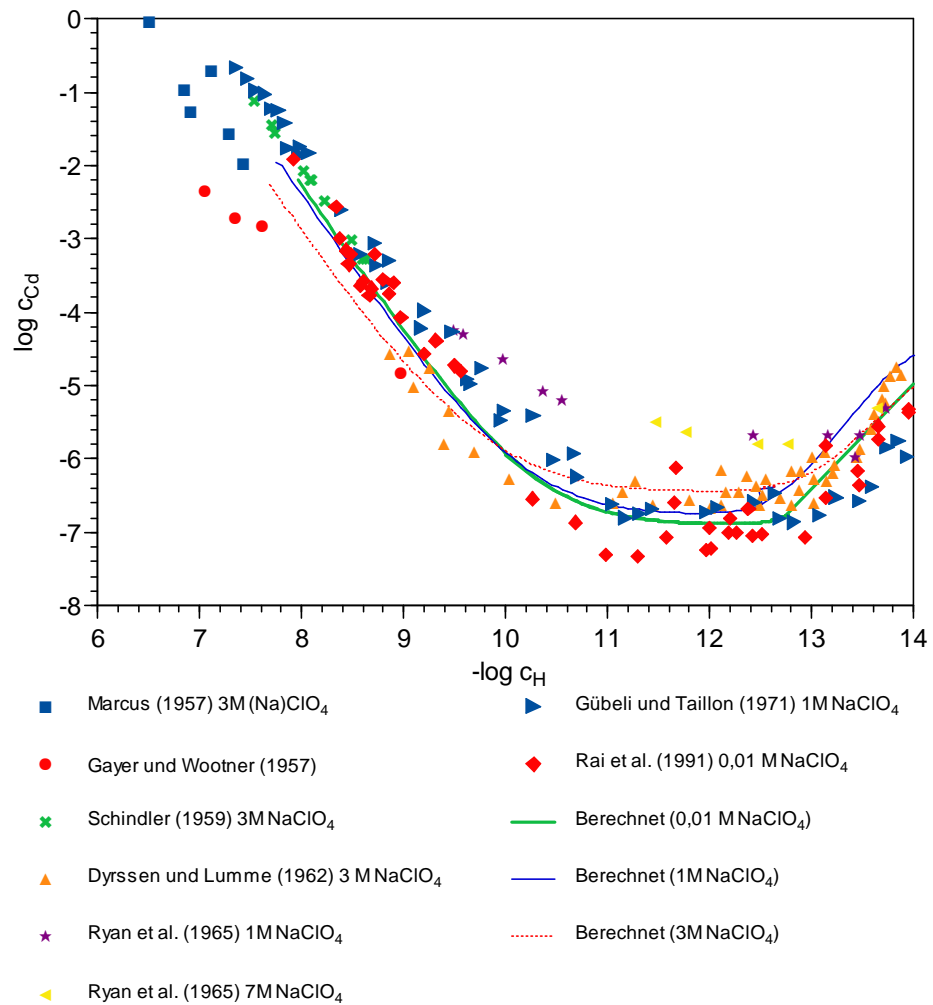 0
-1
-2
-3
-4
-5
-6
-7
-8
log cCd
6 7 8 9 10 11 12 13 14
-log cH
Marcus (1957) 3M (Na)ClO4
Gübeli und Taillon (1971) 1M NaClO4
Gayer und Wootner (1957)
Rai et al. (1991) 0,01 M NaClO4
Schindler (1959) 3M NaClO4
Berechnet (0,01 M NaClO4)
Dyrssen und Lumme (1962) 3 M NaClO4
Berechnet (1M NaClO4)
Ryan et al. (1965) 1M NaClO4
Berechnet (3M NaClO4)
Ryan et al. (1965) 7M NaClO4